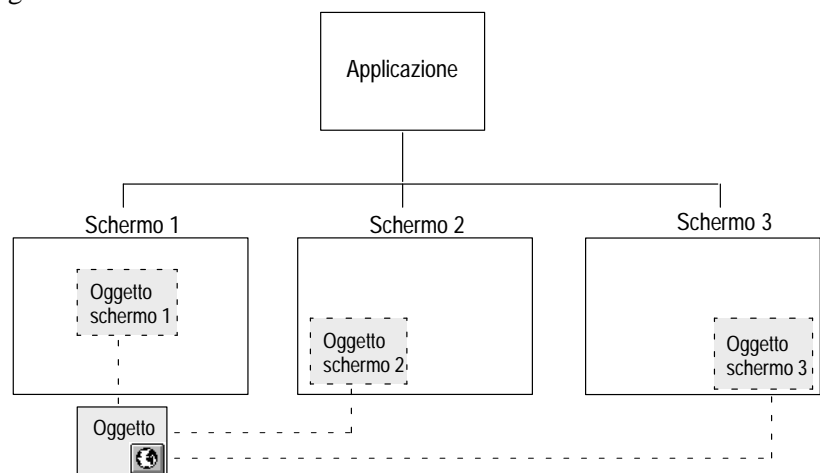 Applicazione
Schermo 1
Schermo 2
Schermo 3
Oggetto
schermo 1
Oggetto
schermo 2
Oggetto
schermo 3
Oggetto